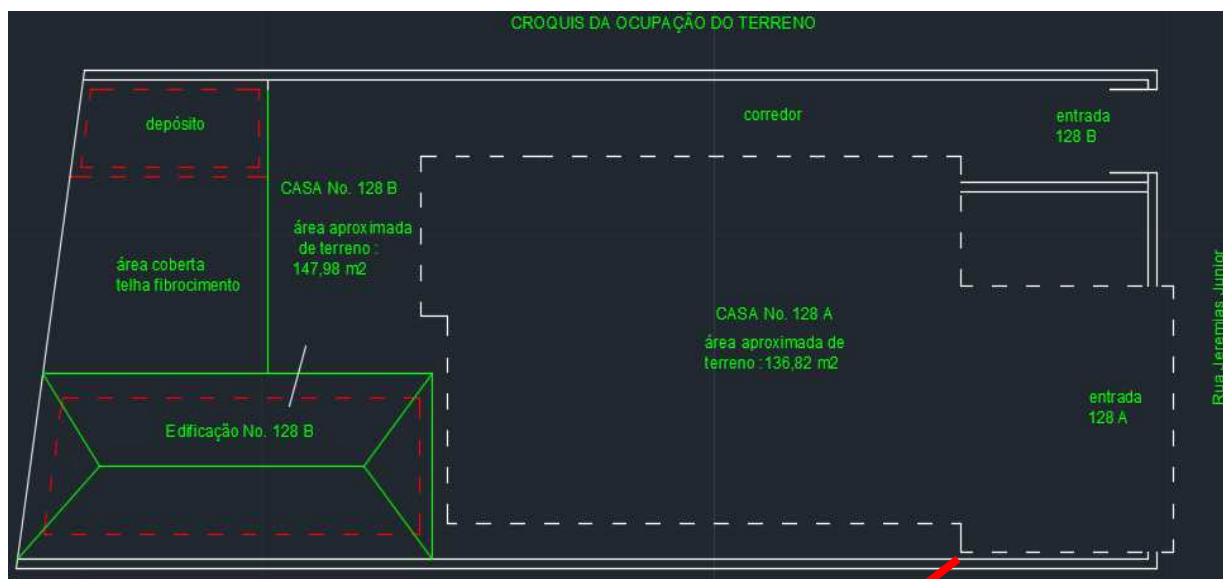 CROQUIS DA OCUPAÇÃO DO TERRENO
depósito
corredor
entrada
128 B
CASA No. 128 B
área aproximada
de terreno :
147,98 m2
área coberta
telha fibrocimento
CASA No. 128 A
área aproximada de
terreno :136,82 m2
Rua Jeremias Junior
entrada
128 A
Edificação No. 128 B